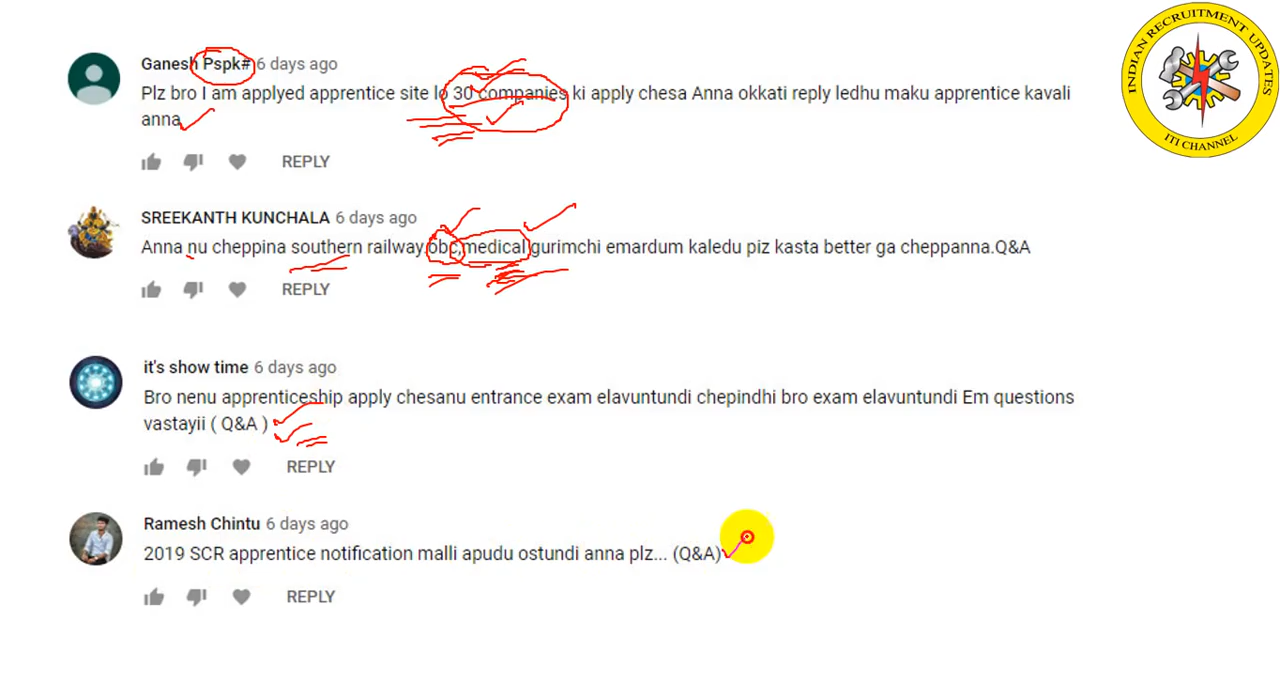 Ganesh Pspk# 6 days ago
Plz bro I am applyed apprentice site lo 30 companies ki apply chesa Anna okkati reply ledhu maku apprentice kavali
anna
REPLY
SREEKANTH KUNCHALA 6 days ago
Anna nu cheppina southern railway,obc,medical gurimchi emardum kaledu piz kasta better ga cheppanna.Q&A
REPLY
it's show time 6 days ago
Bro nenu apprenticeship apply chesanu entrance exam elavuntundi chepindhi bro exam elavuntundi Em questions
vastayii ( Q&A )
REPLY
Ramesh Chintu 6 days ago
2019 SCR apprentice notification malli apudu ostundi anna plz... (Q&A)
REPLY
INDIAN RECRUITMENT UPDATES
ITI CHANNEL